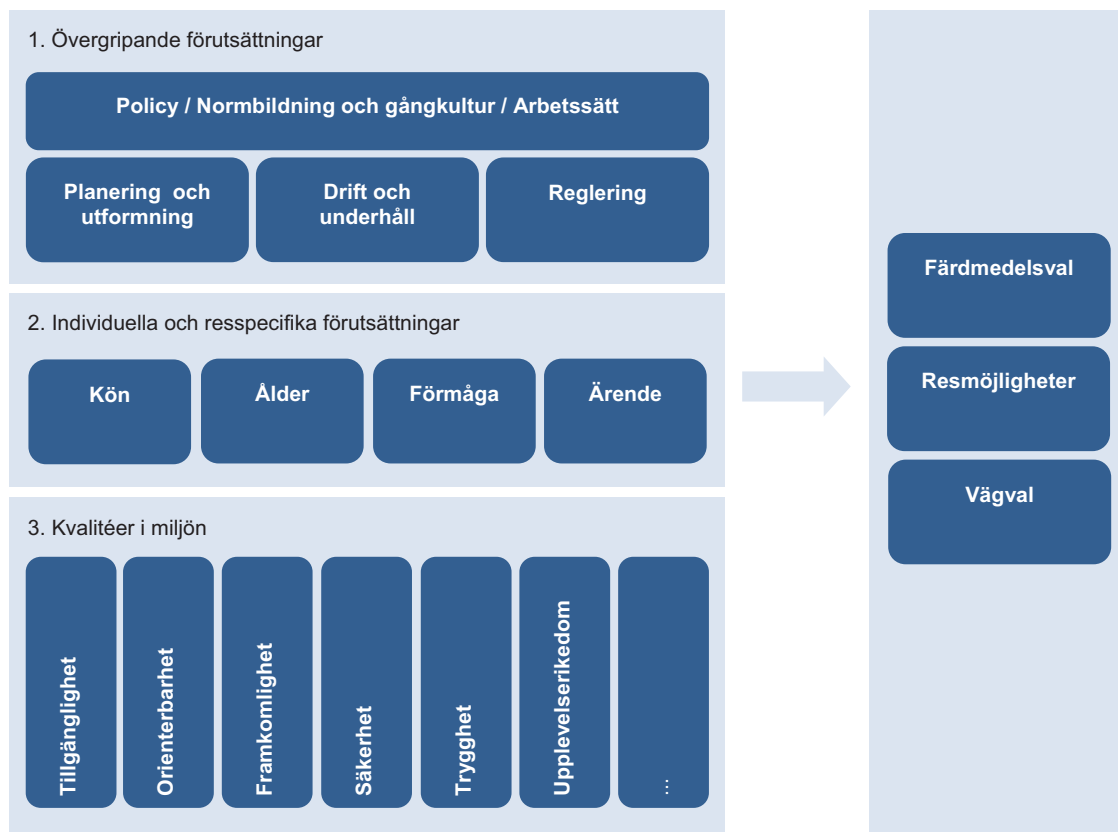 1. Övergripande förutsättningar
Policy / Normbildning och gångkultur / Arbetssätt
Planering och
utformning
Drift och
underhåll
Reglering
2. Individuella och resspecifika förutsättningar
Kön
Ålder
Förmåga
Ärende
3. Kvalitéer i miljön
Tillgänglighet
Orienterbarhet
Framkomlighet
Säkerhet
Trygghet
Upplevelserikedom
...
Färdmedelsval
Resmöjligheter
Vägval